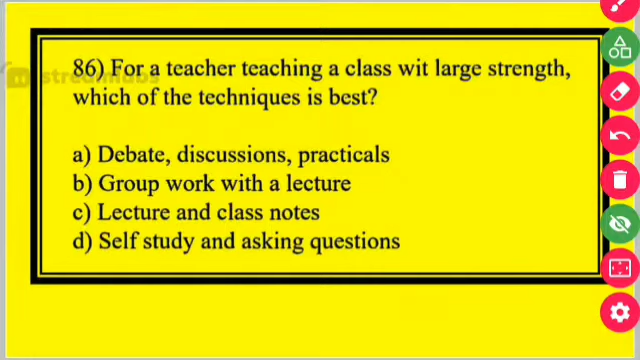 86) For a teacher teaching a class wit large strength,
which of the techniques is best?
a) Debate, discussions, practicals
b) Group work with a lecture
c) Lecture and class notes
d) Self study and asking questions
streamlabs